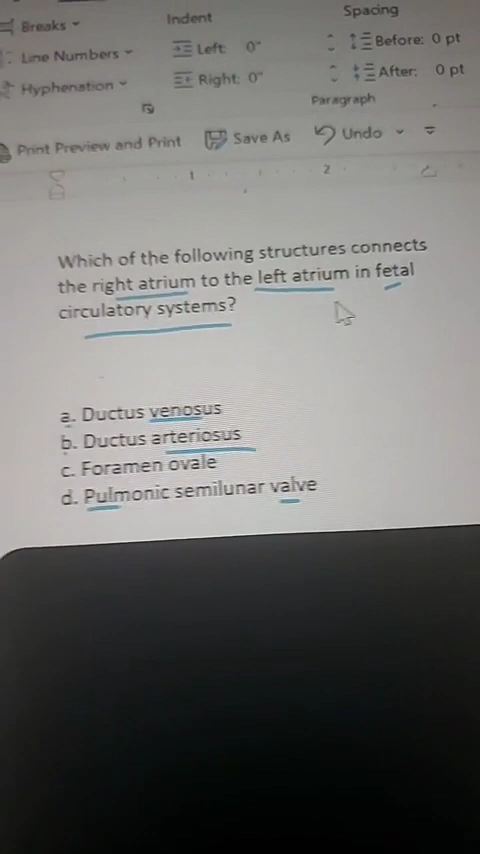 Breaks
Indent
Spacing
Line Numbers
Left: 0"
Before: 0 pt
Hyphenation
Right: 0"
After: 0 pt
Paragraph
Print Preview and Print
Save As
Undo
1
2
Which of the following structures connects
the right atrium to the left atrium in fetal
circulatory systems?
a. Ductus venosus
b. Ductus arteriosus
c. Foramen ovale
d. Pulmonic semilunar valve